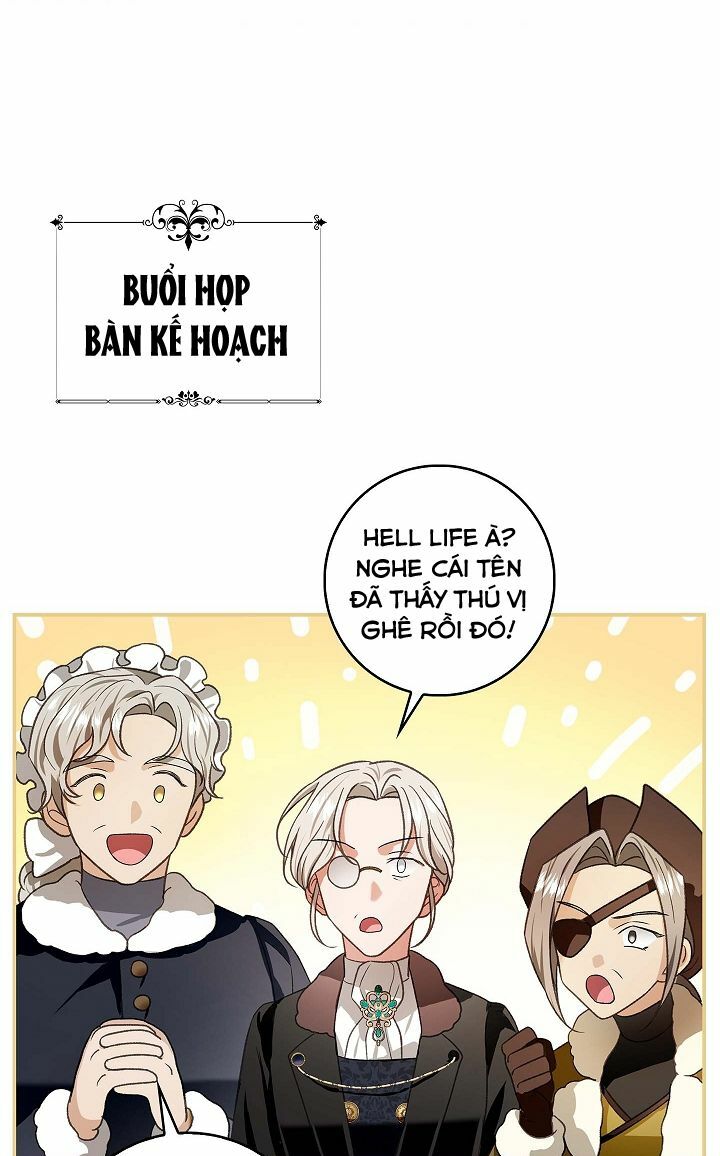 BUỔI HỌP
BÀN KẾ HOẠCH
HELL LIFE À?
NGHE CÁI TÊN
ĐÃ THẤY THÚ VỊ
GHÊ RỒI ĐÓ!